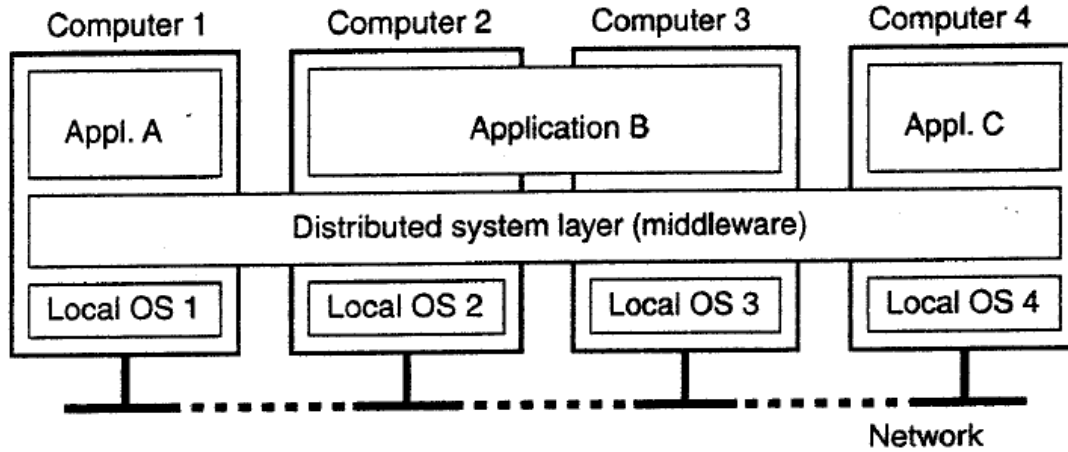 Computer 1
Computer 2
Computer 3
Computer 4
Appl. A
Application B
Appl. C
Distributed system layer (middleware)
Local OS 1
Local OS 2
Local OS 3
Local OS 4
Network